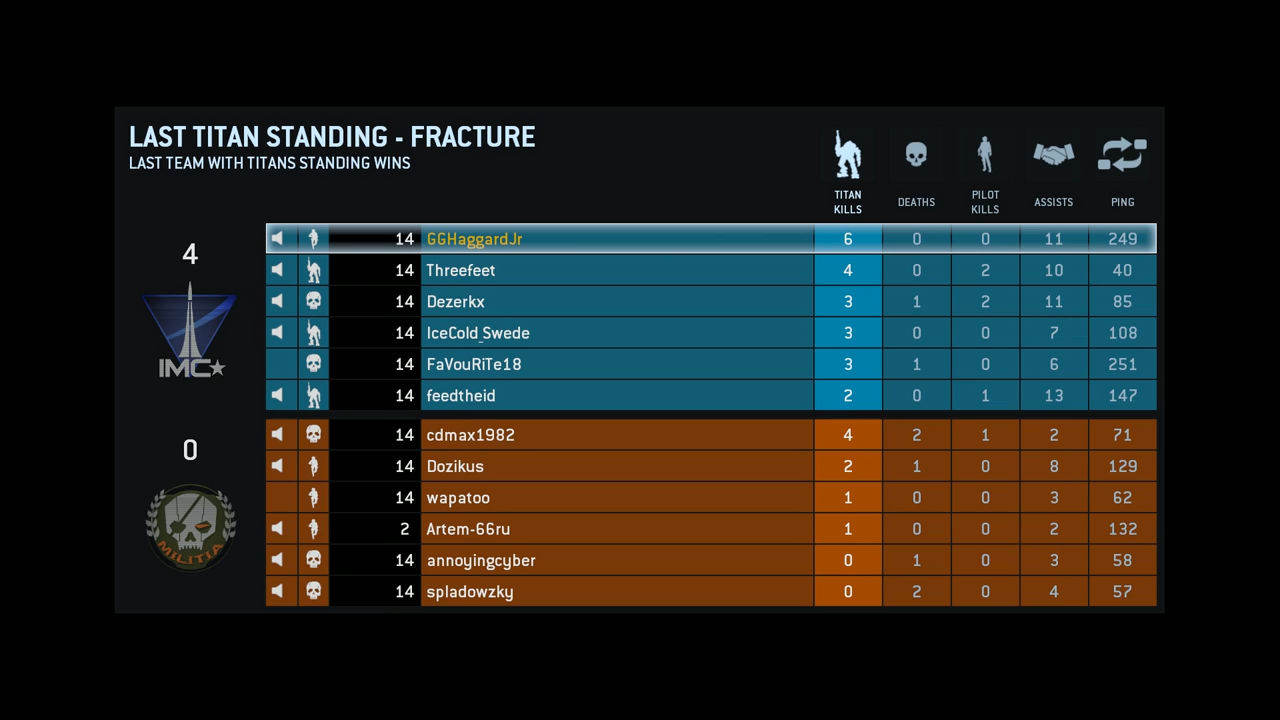 LAST TITAN STANDING - FRACTURE
LAST TEAM WITH TITANS STANDING WINS
TITAN KILLS DEATHS PILOT KILLS ASSISTS PING
4
IMC
14 GGHaggardJr 6 0 0 11 249
14 Threefeet 4 0 2 10 40
14 Dezerkx 3 1 2 11 85
14 IceCold_Swede 3 0 0 7 108
14 FaVouRiTe18 3 1 0 6 251
14 feedtheid 2 0 1 13 147
0
MILITIA
14 cdmax1982 4 2 1 2 71
14 Dozikus 2 1 0 8 129
14 wapatoo 1 0 0 3 62
2 Artem-66ru 1 0 0 2 132
14 annoyingcyber 0 1 0 3 58
14 spladowzky 0 2 0 4 57